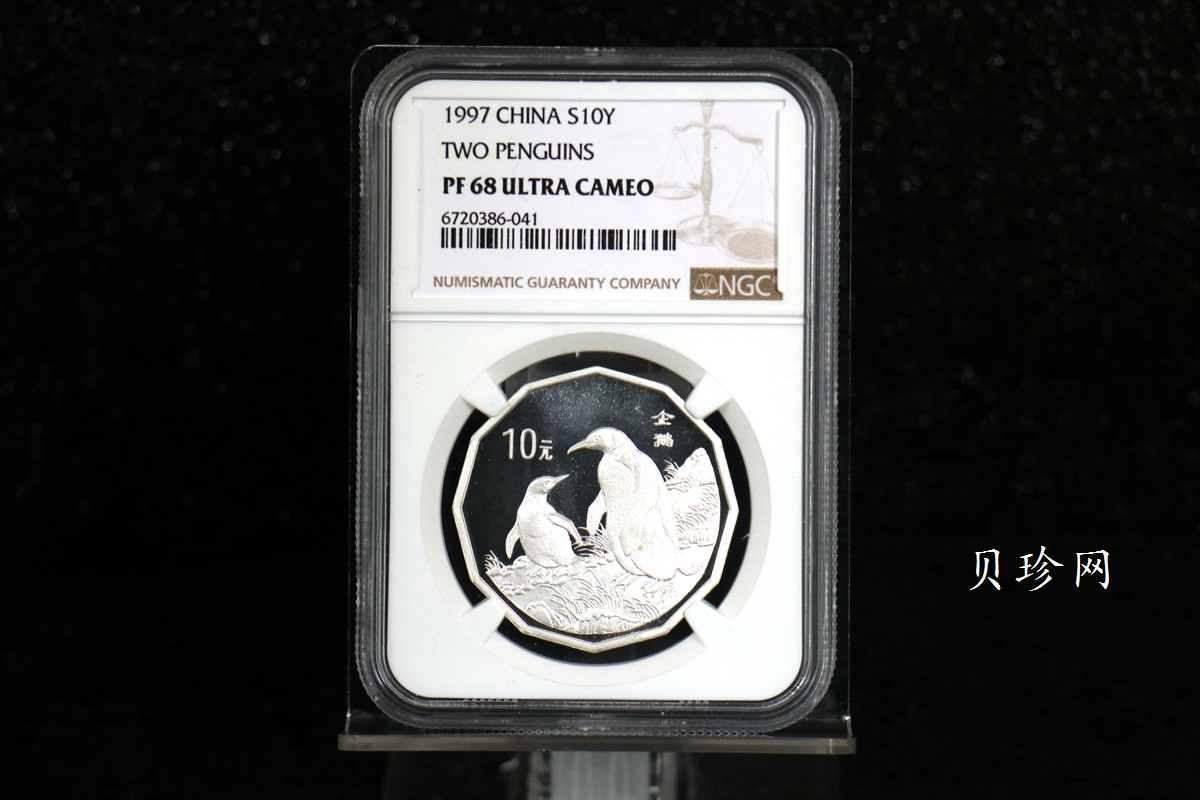 1997 CHINA S10Y
TWO PENGUINS
PF 68 ULTRA CAMEO
6720386-041
NUMISMATIC GUARANTY COMPANY
NGC
10元
企
鹅
贝珍网